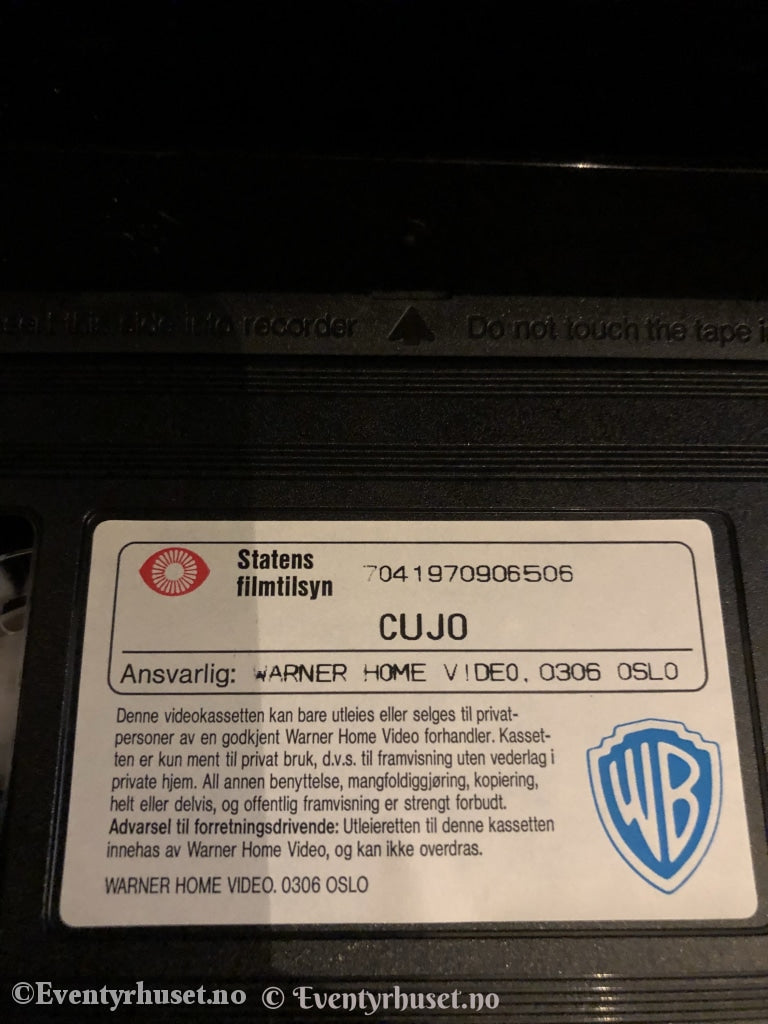 this side into recorder ▲ Do not touch the tape
Statens
filmtilsyn
7041970906506
CUJO
Ansvarlig: WARNER HOME VIDEO, 0306 OSLO
Denne videokassetten kan bare utleies eller selges til privat-
personer av en godkjent Warner Home Video forhandler. Kasset-
ten er kun ment til privat bruk, d.v.s. til framvisning uten vederlag i
private hjem. All annen benyttelse, mangfoldiggjøring, kopiering,
helt eller delvis, og offentlig framvisning er strengt forbudt.
Advarsel til forretningsdrivende: Utleieretten til denne kassetten
innehas av Warner Home Video, og kan ikke overdras.
WARNER HOME VIDEO. 0306 OSLO
WB
©Eventyrhuset.no © Eventyrhuset.no